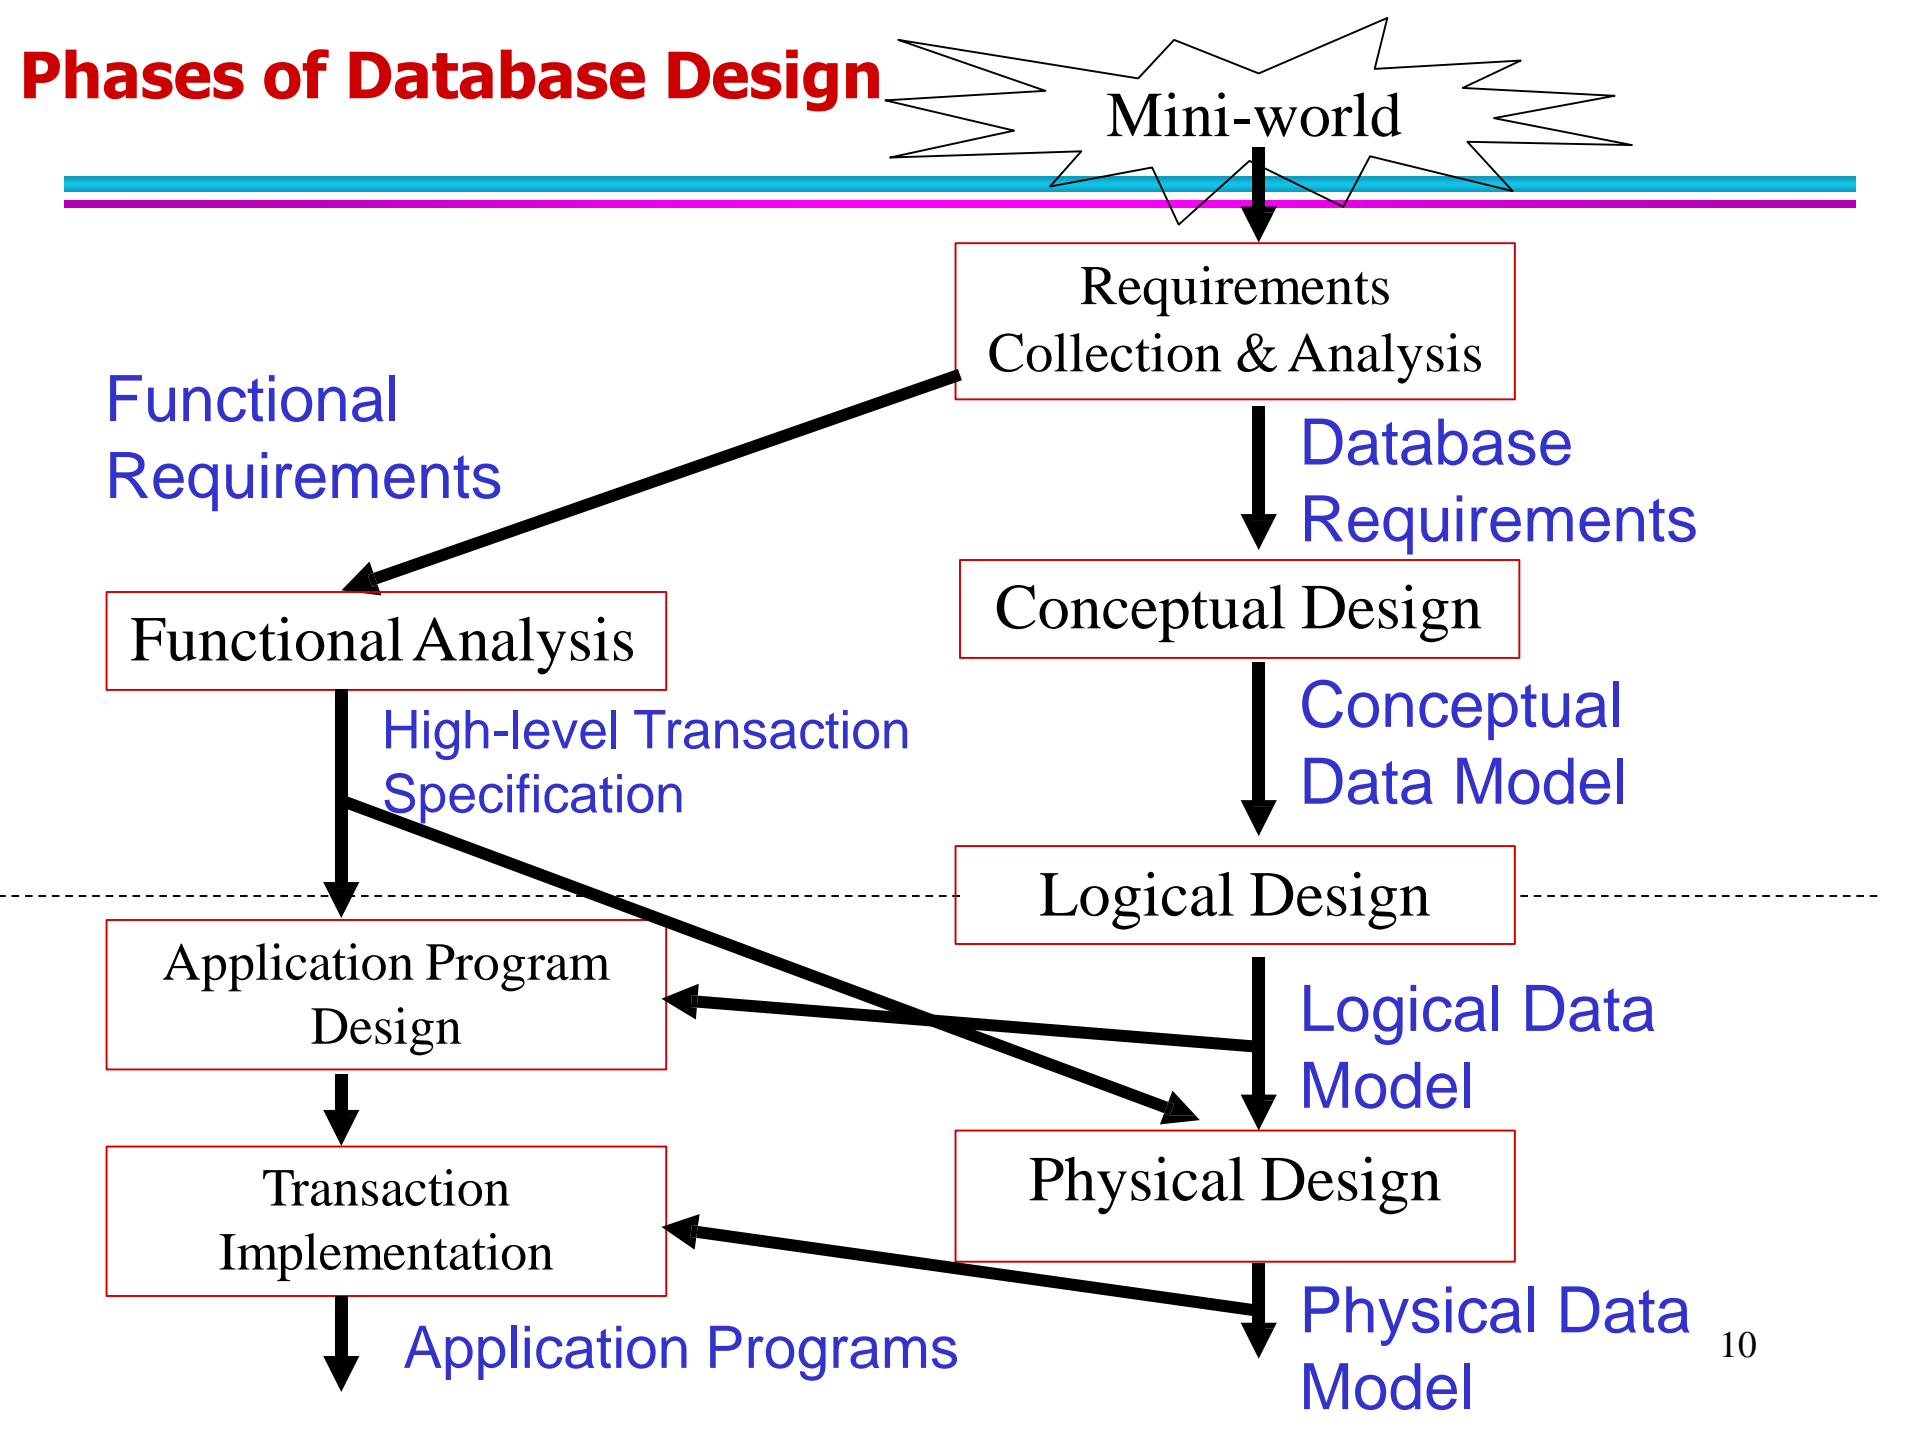 Phases of Database Design
Mini-world
Requirements
Collection & Analysis
Functional
Requirements
Database
Requirements
Conceptual Design
Functional Analysis
Conceptual
Data Model
High-level Transaction
Specification
Logical Design
Application Program
Design
Logical Data
Model
Physical Design
Transaction
Implementation
Physical Data
Model
Application Programs
10